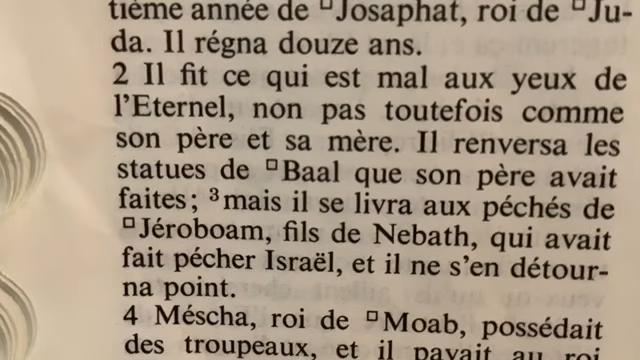 tième année de □Josaphat, roi de □Ju-
da. Il régna douze ans.
2 Il fit ce qui est mal aux yeux de
l'Eternel, non pas toutefois comme
son père et sa mère. Il renversa les
statues de □Baal que son père avait
faites; ³mais il se livra aux péchés de
□Jéroboam, fils de Nebath, qui avait
fait pécher Israël, et il ne s'en détour-
na point.
4 Méscha, roi de □Moab, possédait
des troupeaux, et il payait au roi